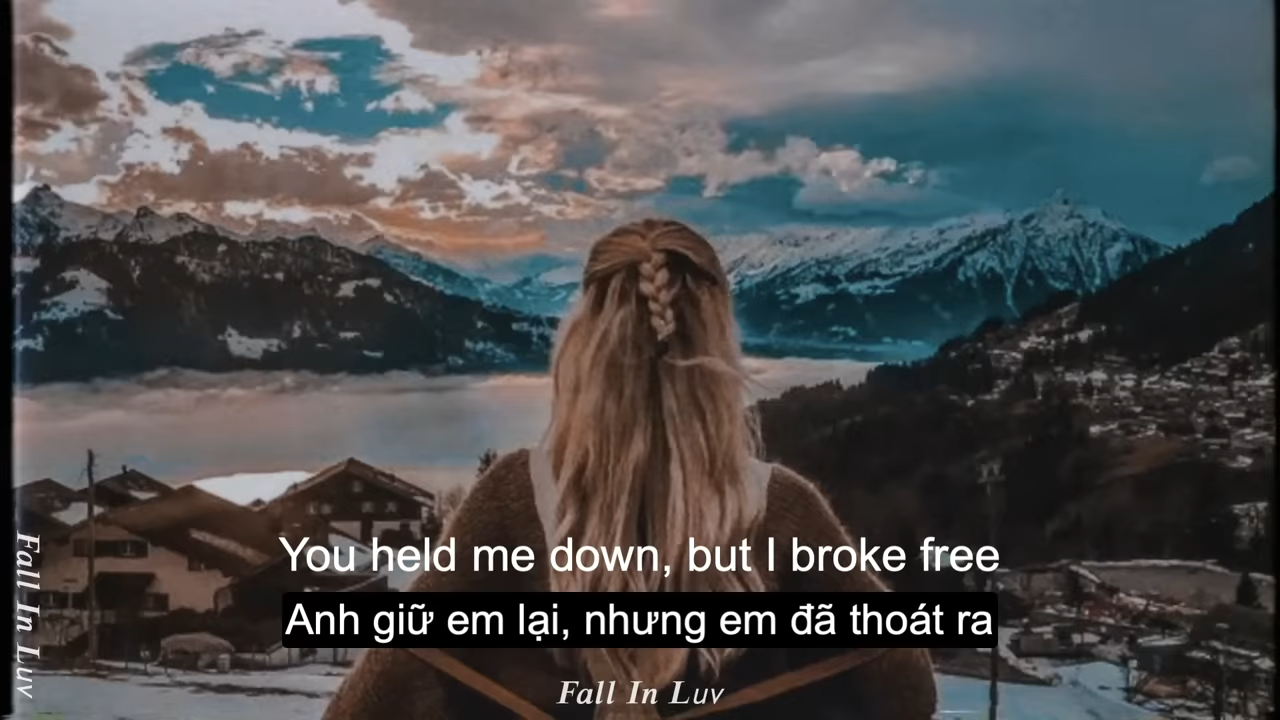 You held me down, but I broke free
Anh giữ em lại, nhưng em đã thoát ra
Fall In Luv
Fall In Luv